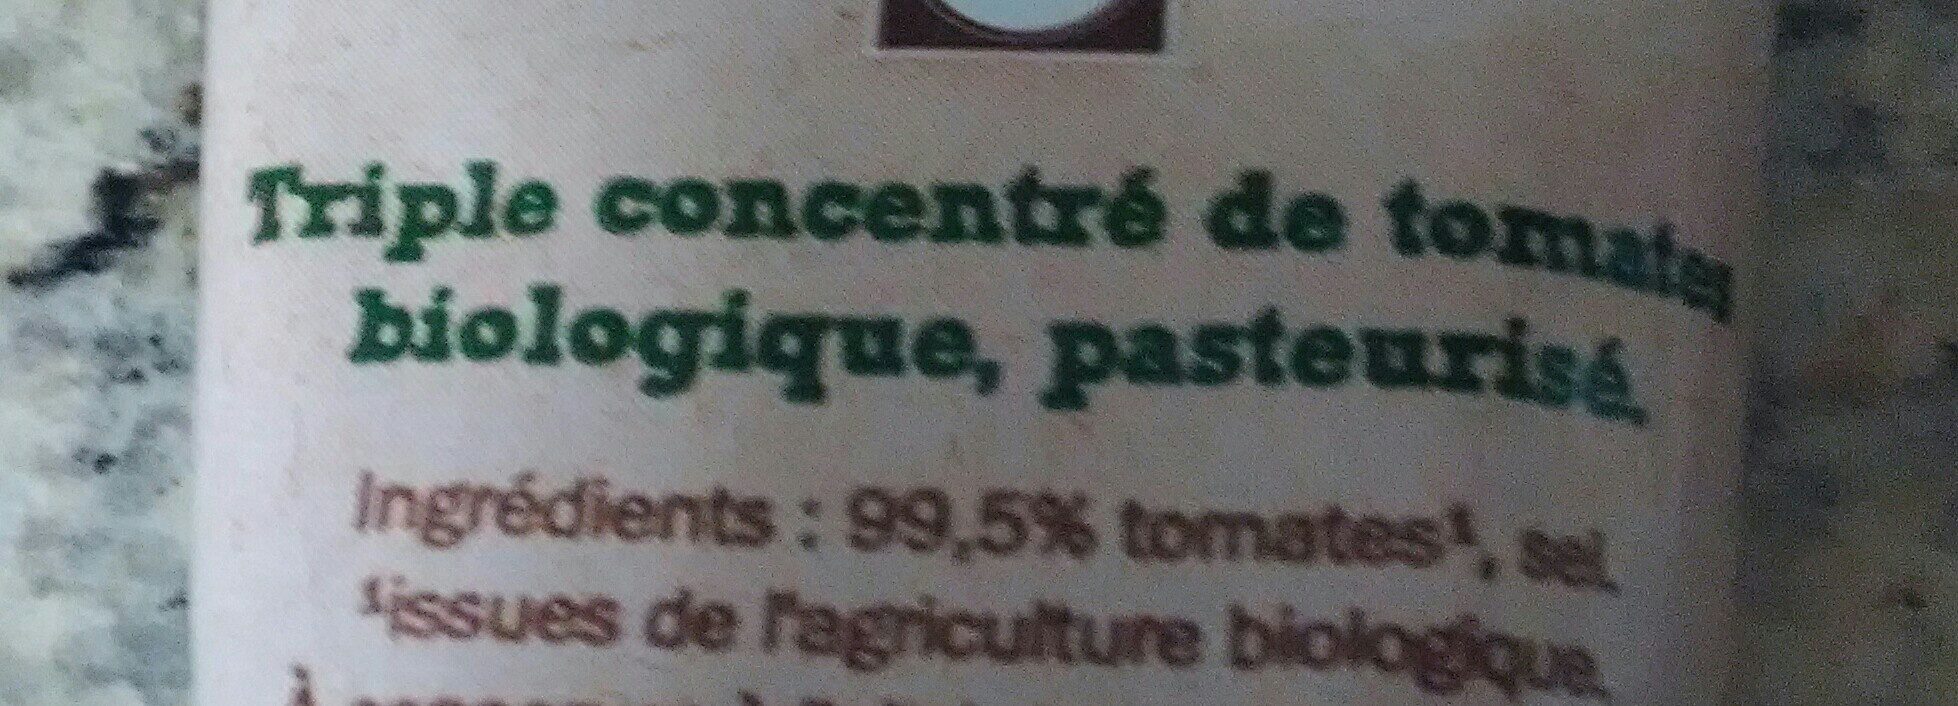 Triple concentré de tomates
biologique, pasteurisé.
Ingrédients : 99,5% tomates¹, sel.
¹issues de l'agriculture biologique.
À